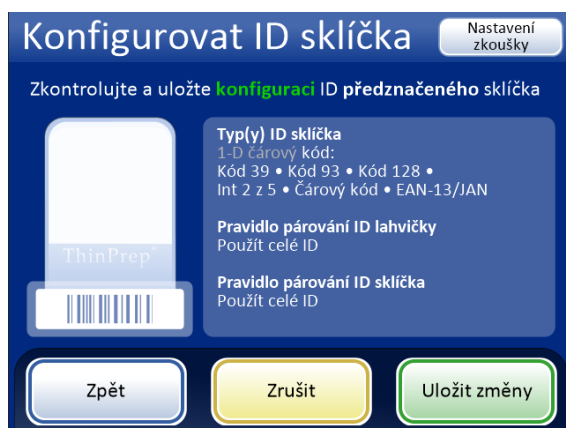 Konfigurovat ID sklíčka
Nastavení
zkoušky
Zkontrolujte a uložte konfiguraci ID předznačeného sklíčka
Typ(y) ID sklíčka
1-D čárový kód:
Kód 39 • Kód 93 • Kód 128 •
Int 2 z 5 • Čárový kód • EAN-13/JAN
Pravidlo párování ID lahvičky
Použít celé ID
Pravidlo párování ID sklíčka
Použít celé ID
ThinPrep®
Zpět
Zrušit
Uložit změny